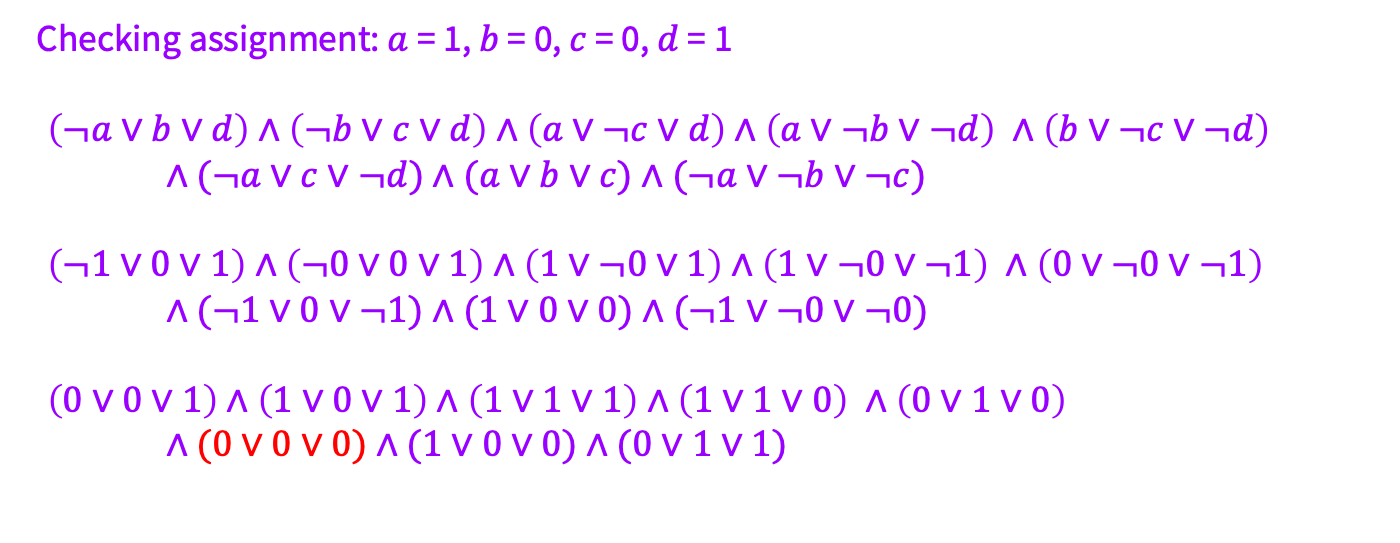 Checking assignment: a = 1, b = 0, c = 0, d = 1
(¬a ∨ b ∨ d) ∧ (¬b ∨ c ∨ d) ∧ (a ∨ ¬c ∨ d) ∧ (a ∨ ¬b ∨ ¬d) ∧ (b ∨ ¬c ∨ ¬d)
∧ (¬a ∨ c ∨ ¬d) ∧ (a ∨ b ∨ c) ∧ (¬a ∨ ¬b ∨ ¬c)
(¬1 ∨ 0 ∨ 1) ∧ (¬0 ∨ 0 ∨ 1) ∧ (1 ∨ ¬0 ∨ 1) ∧ (1 ∨ ¬0 ∨ ¬1) ∧ (0 ∨ ¬0 ∨ ¬1)
∧ (¬1 ∨ 0 ∨ ¬1) ∧ (1 ∨ 0 ∨ 0) ∧ (¬1 ∨ ¬0 ∨ ¬0)
(0 ∨ 0 ∨ 1) ∧ (1 ∨ 0 ∨ 1) ∧ (1 ∨ 1 ∨ 1) ∧ (1 ∨ 1 ∨ 0) ∧ (0 ∨ 1 ∨ 0)
∧ (0 ∨ 0 ∨ 0) ∧ (1 ∨ 0 ∨ 0) ∧ (0 ∨ 1 ∨ 1)